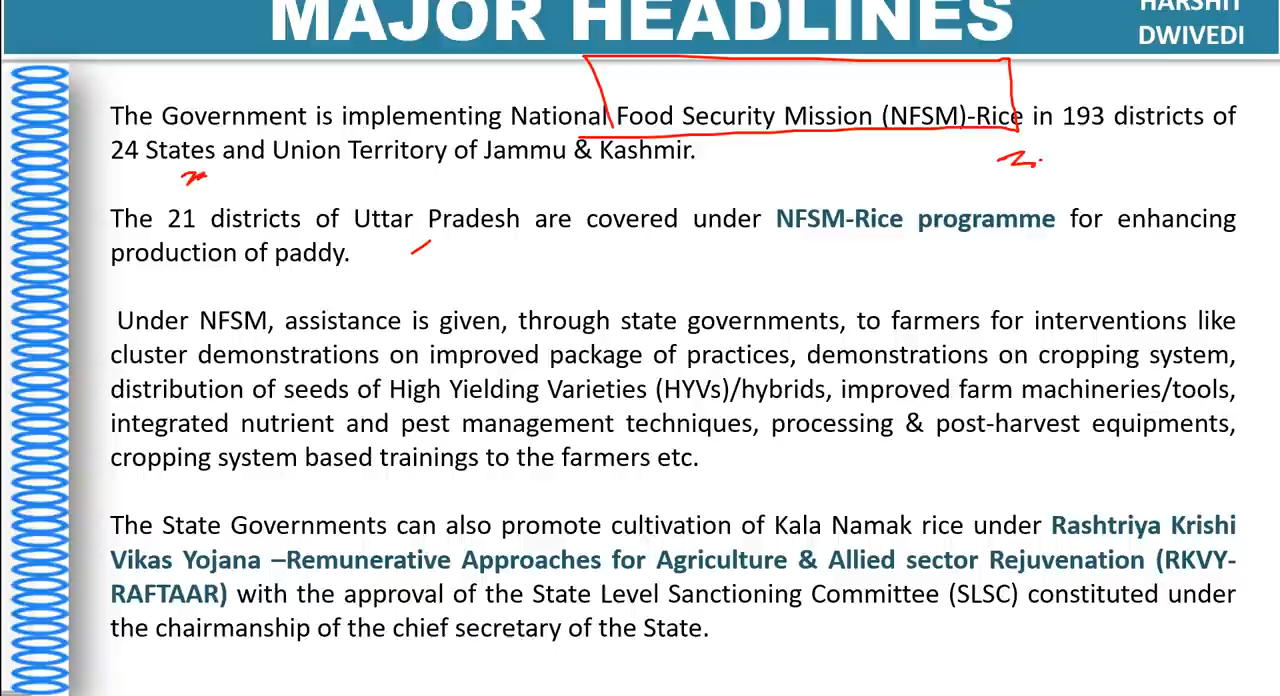 MAJOR HEADLINES
HARSHIT
DWIVEDI
The Government is implementing National Food Security Mission (NFSM)-Rice in 193 districts of
24 States and Union Territory of Jammu & Kashmir.
The 21 districts of Uttar Pradesh are covered under NFSM-Rice programme for enhancing
production of paddy.
Under NFSM, assistance is given, through state governments, to farmers for interventions like
cluster demonstrations on improved package of practices, demonstrations on cropping system,
distribution of seeds of High Yielding Varieties (HYVs)/hybrids, improved farm machineries/tools,
integrated nutrient and pest management techniques, processing & post-harvest equipments,
cropping system based trainings to the farmers etc.
The State Governments can also promote cultivation of Kala Namak rice under Rashtriya Krishi
Vikas Yojana –Remunerative Approaches for Agriculture & Allied sector Rejuvenation (RKVY-
RAFTAAR) with the approval of the State Level Sanctioning Committee (SLSC) constituted under
the chairmanship of the chief secretary of the State.